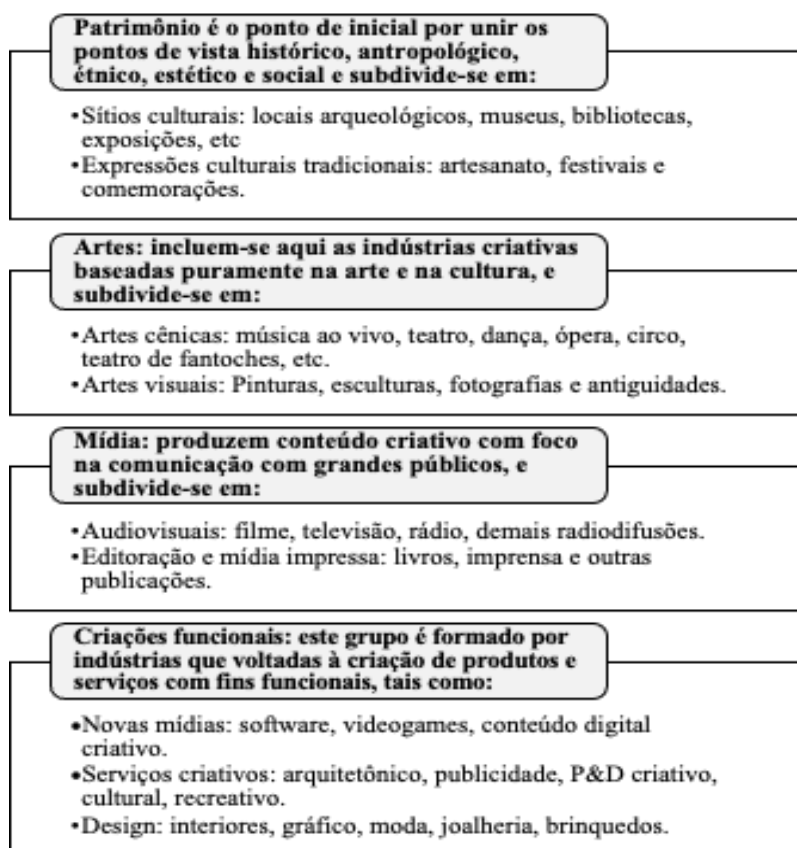 Patrimônio é o ponto de inicial por unir os
pontos de vista histórico, antropológico,
étnico, estético e social e subdivide-se em:
•Sítios culturais: locais arqueológicos, museus, bibliotecas,
exposições, etc
•Expressões culturais tradicionais: artesanato, festivais e
comemorações.
Artes: incluem-se aqui as indústrias criativas
baseadas puramente na arte e na cultura, e
subdivide-se em:
•Artes cênicas: música ao vivo, teatro, dança, ópera, circo,
teatro de fantoches, etc.
•Artes visuais: Pinturas, esculturas, fotografias e antiguidades.
Mídia: produzem conteúdo criativo com foco
na comunicação com grandes públicos, e
subdivide-se em:
•Audiovisuais: filme, televisão, rádio, demais radiodifusões.
•Editoração e mídia impressa: livros, imprensa e outras
publicações.
Criações funcionais: este grupo é formado por
indústrias que voltadas à criação de produtos e
serviços com fins funcionais, tais como:
•Novas mídias: software, videogames, conteúdo digital
criativo.
•Serviços criativos: arquitetônico, publicidade, P&D criativo,
cultural, recreativo.
•Design: interiores, gráfico, moda, joalheria, brinquedos.